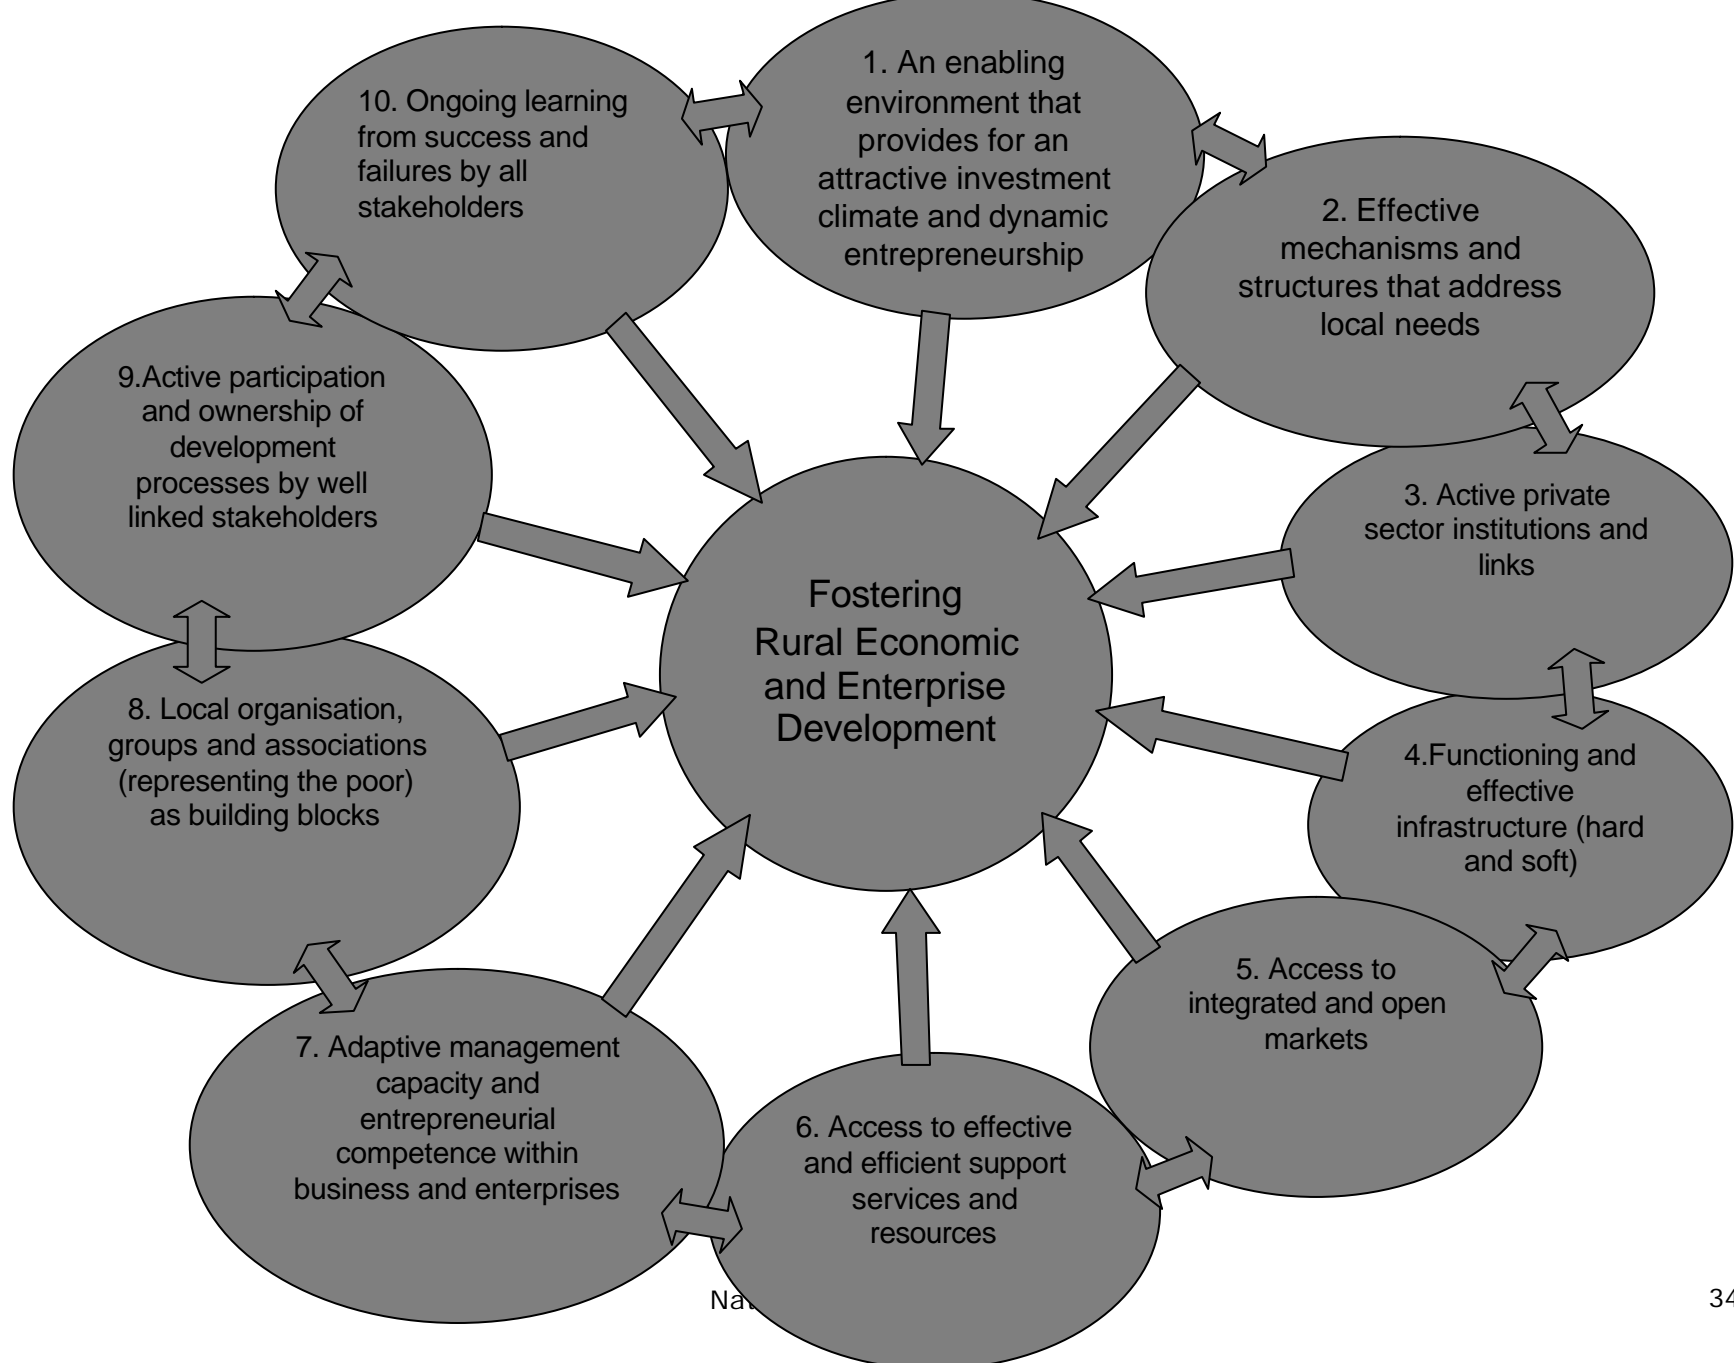 1. An enabling
environment that
provides for an
attractive investment
climate and dynamic
entrepreneurship
2. Effective
mechanisms and
structures that address
local needs
3. Active private
sector institutions and
links
4.Functioning and
effective
infrastructure (hard
and soft)
5. Access to
integrated and open
markets
6. Access to effective
and efficient support
services and
resources
7. Adaptive management
capacity and
entrepreneurial
competence within
business and enterprises
8. Local organisation,
groups and associations
(representing the poor)
as building blocks
9.Active participation
and ownership of
development
processes by well
linked stakeholders
10. Ongoing learning
from success and
failures by all
stakeholders
Fostering
Rural Economic
and Enterprise
Development
34